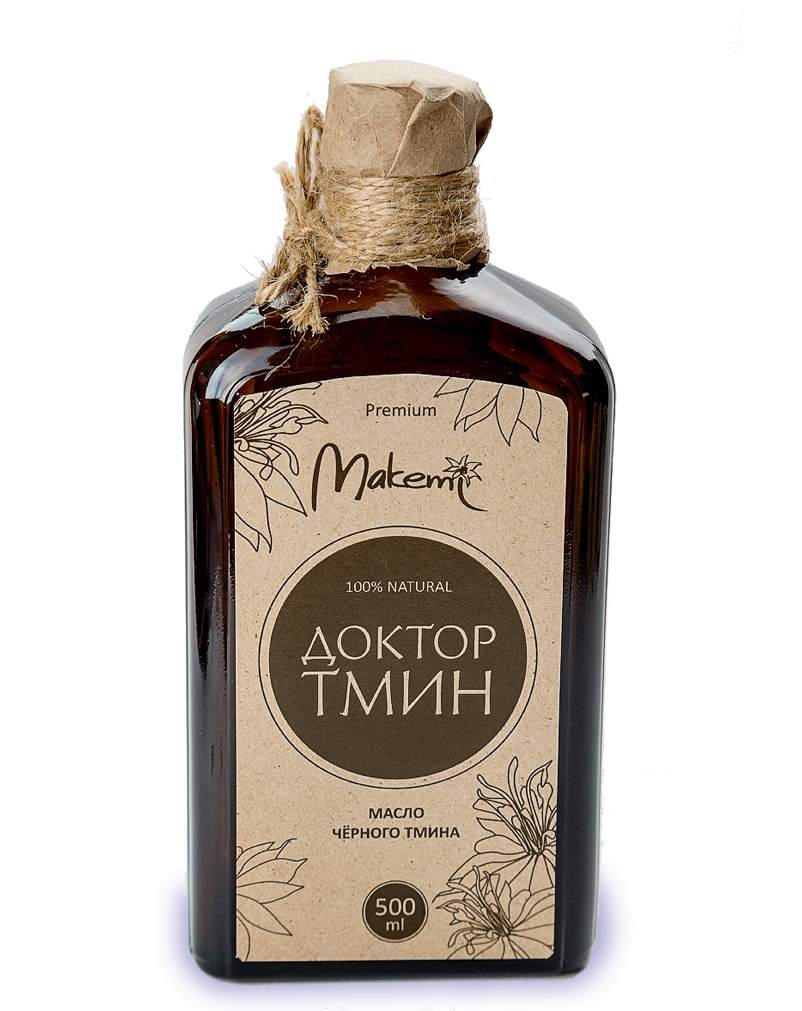 Premium
Makemi
100% NATURAL
ДОКТОР
ТМИН
МАСЛО
ЧЁРНОГО ТМИНА
500
ml